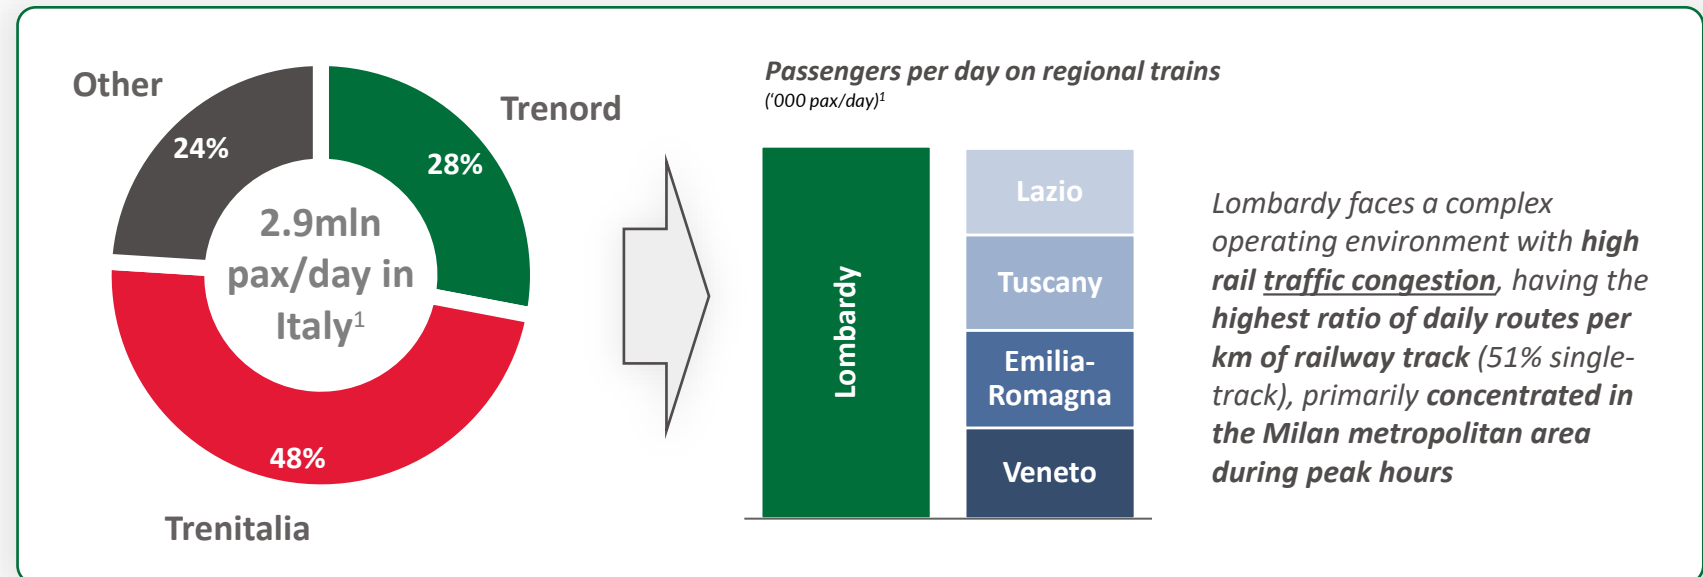 Other
Trenord
24%
28%
2.9mln
pax/day in
Italy1
48%
Trenitalia
Passengers per day on regional trains
(‘000 pax/day)1
Lombardy
Lazio
Tuscany
Emilia-
Romagna
Veneto
Lombardy faces a complex
operating environment with high
rail traffic congestion, having the
highest ratio of daily routes per
km of railway track (51% single-
track), primarily concentrated in
the Milan metropolitan area
during peak hours